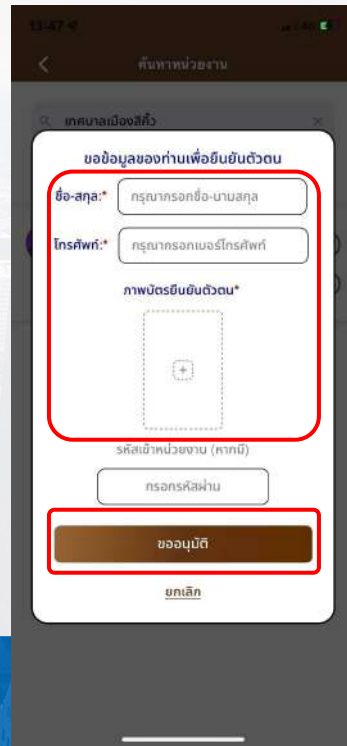 13:47
ค้นหาหน่วยงาน
เทศบาลเมืองสีคิ้ว
ขอข้อมูลของท่านเพื่อยืนยันตัวตน
ชื่อ-สกุล:* กรุณากรอกชื่อ-นามสกุล
โทรศัพท์:* กรุณากรอกเบอร์โทรศัพท์
ภาพบัตรยืนยันตัวตน*
รหัสเข้าหน่วยงาน (หากมี)
กรอกรหัสผ่าน
ขออนุมัติ
ยกเลิก